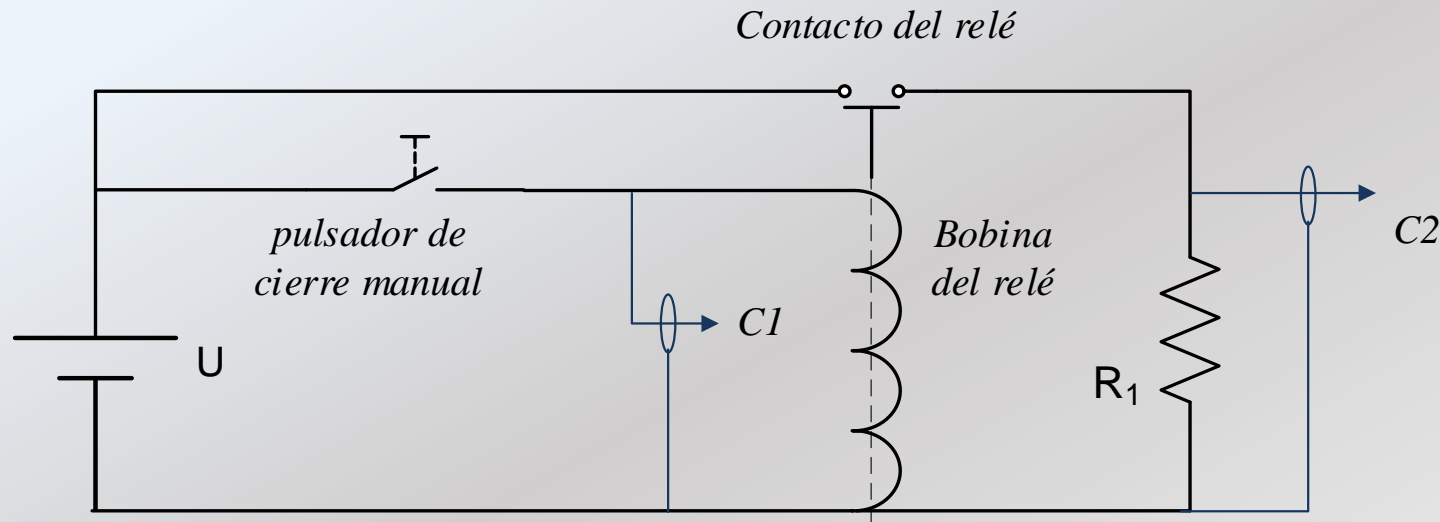 Contacto del relé
pulsador de
cierre manual
Bobina
del relé
C2
C1
U
R₁